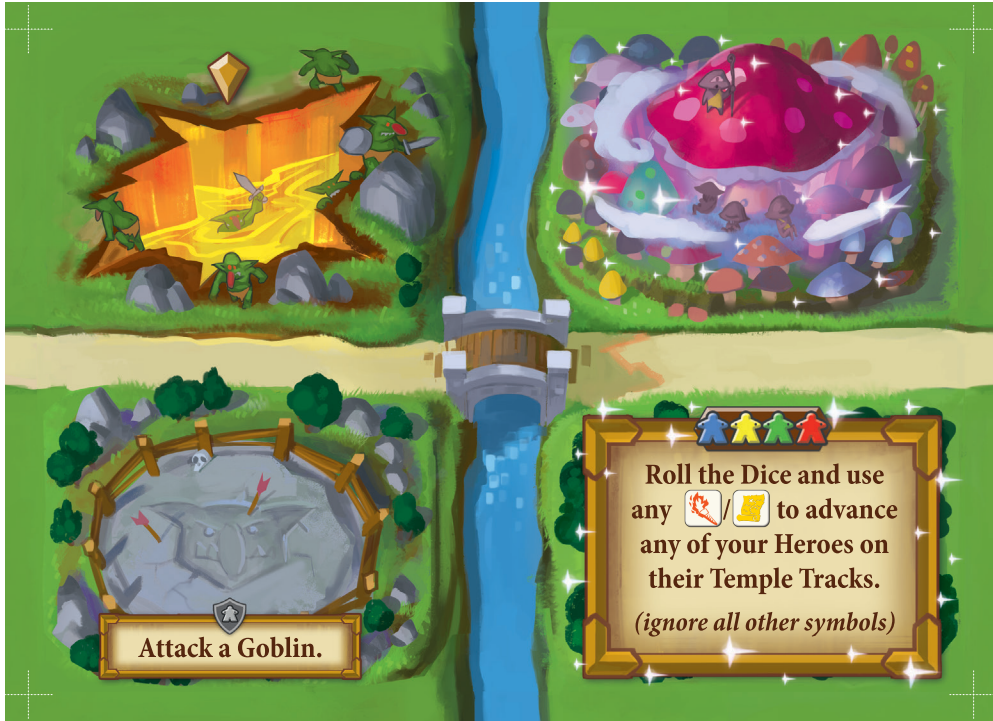 Attack a Goblin.
Roll the Dice and use
any / to advance
any of your Heroes on
their Temple Tracks.
(ignore all other symbols)